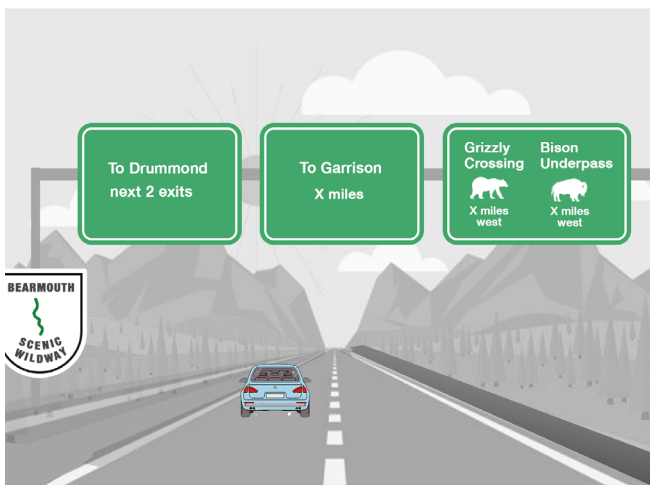 To Drummond
next 2 exits
To Garrison
X miles
Grizzly
Crossing
X miles
west
Bison
Underpass
X miles
west
BEARMOUTH
SCENIC
WILDWAY